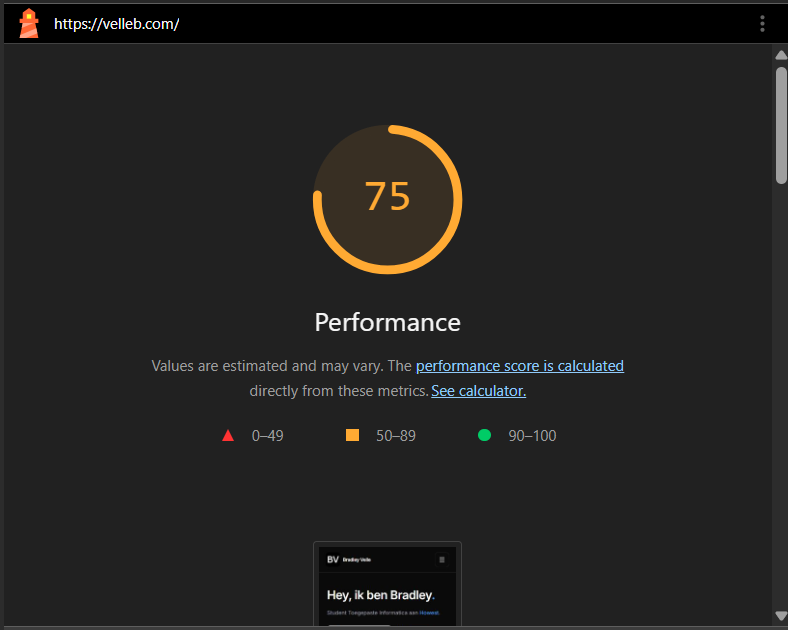 https://velleb.com/
75
Performance
Values are estimated and may vary. The performance score is calculated
directly from these metrics. See calculator.
0–49 50–89 90–100
BV Bradley Velle
Hey, ik ben Bradley.
Student Toegepaste Informatica aan Howest.